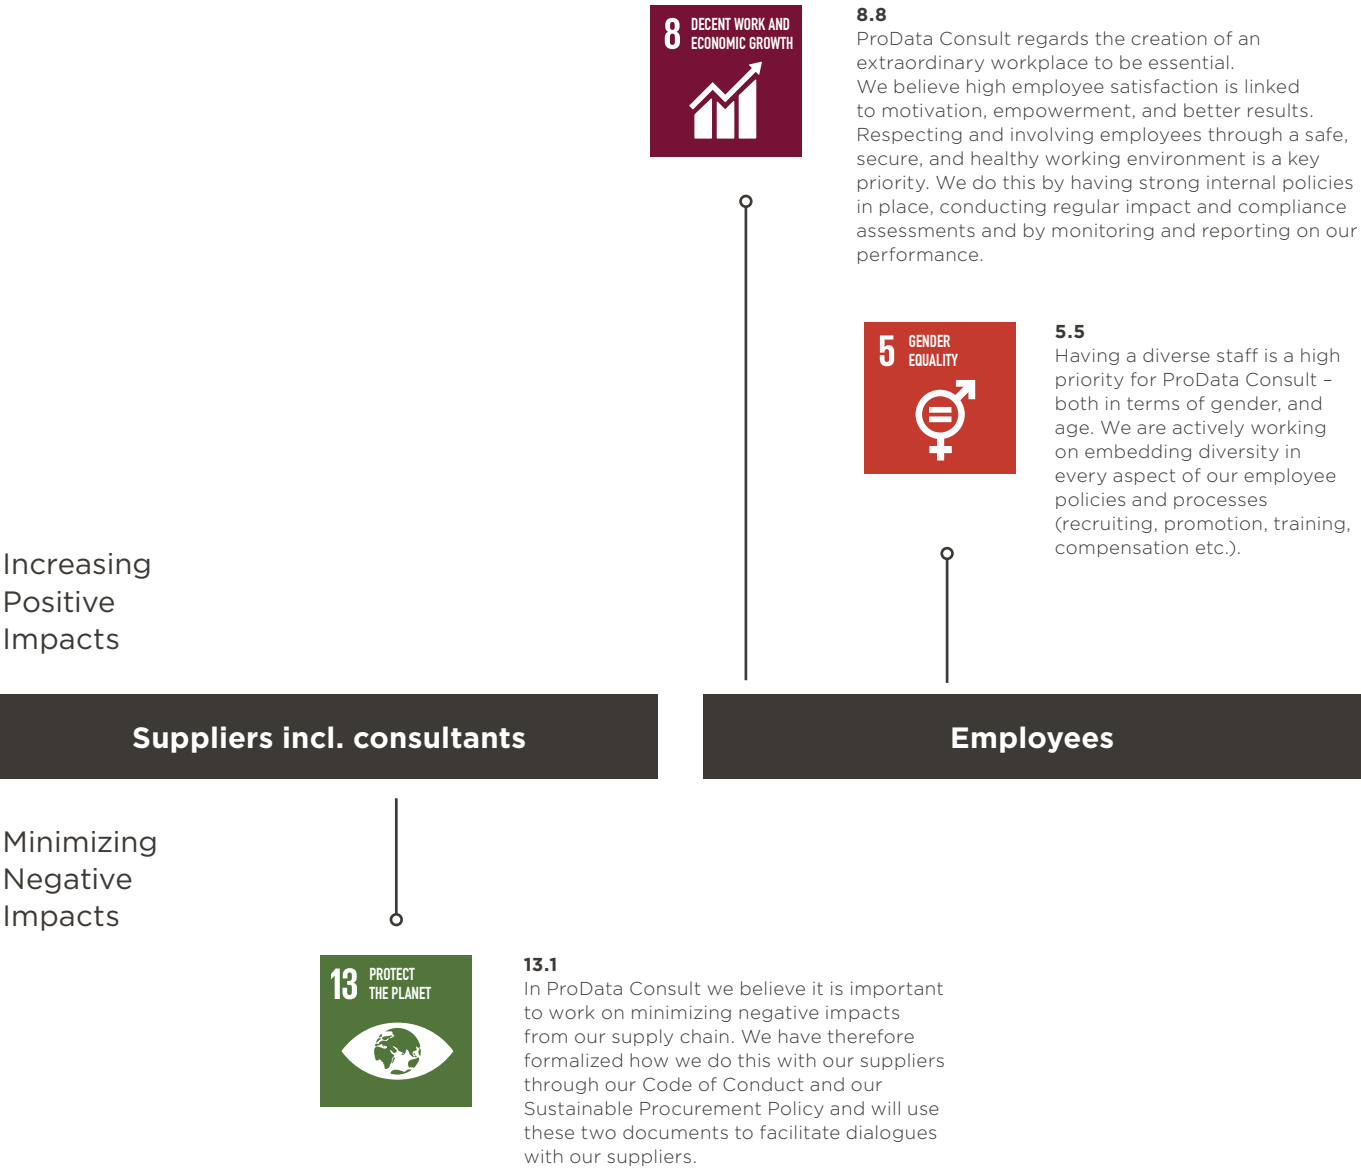 8 DECENT WORK AND
ECONOMIC GROWTH
8.8
ProData Consult regards the creation of an
extraordinary workplace to be essential.
We believe high employee satisfaction is linked
to motivation, empowerment, and better results.
Respecting and involving employees through a safe,
secure, and healthy working environment is a key
priority. We do this by having strong internal policies
in place, conducting regular impact and compliance
assessments and by monitoring and reporting on our
performance.
5 GENDER
EQUALITY
5.5
Having a diverse staff is a high
priority for ProData Consult –
both in terms of gender, and
age. We are actively working
on embedding diversity in
every aspect of our employee
policies and processes
(recruiting, promotion, training,
compensation etc.).
Increasing
Positive
Impacts
Suppliers incl. consultants
Employees
Minimizing
Negative
Impacts
13 PROTECT
THE PLANET
13.1
In ProData Consult we believe it is important
to work on minimizing negative impacts
from our supply chain. We have therefore
formalized how we do this with our suppliers
through our Code of Conduct and our
Sustainable Procurement Policy and will use
these two documents to facilitate dialogues
with our suppliers.